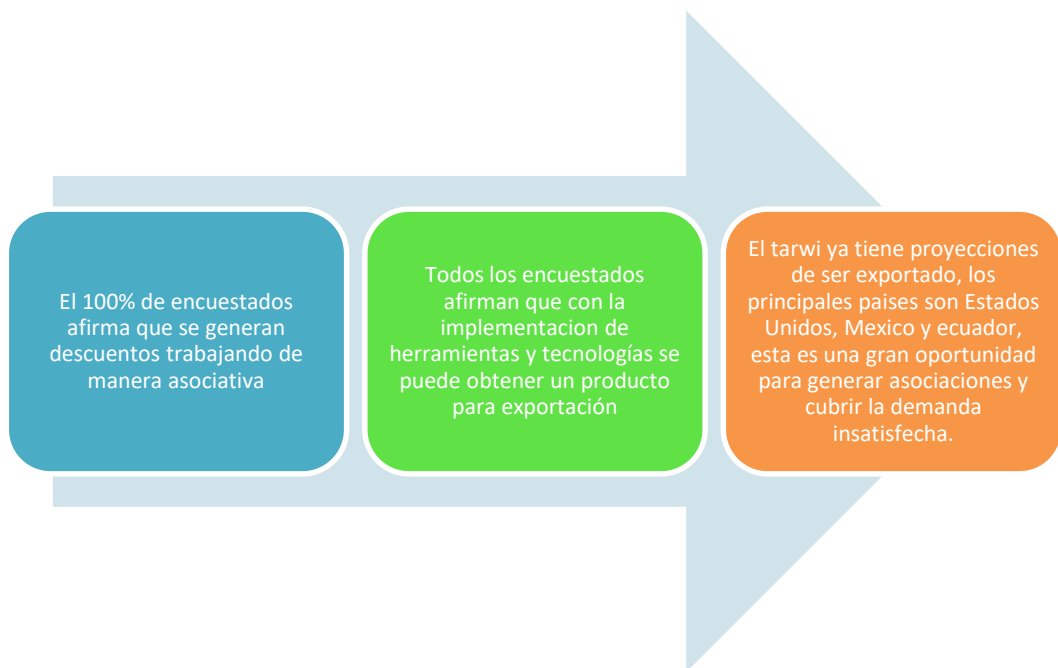 El 100% de encuestados
afirma que se generan
descuentos trabajando de
manera asociativa
Todos los encuestados
afirman que con la
implementacion de
herramientas y tecnologías se
puede obtener un producto
para exportación
El tarwi ya tiene proyecciones
de ser exportado, los
principales paises son Estados
Unidos, Mexico y ecuador,
esta es una gran oportunidad
para generar asociaciones y
cubrir la demanda
insatisfecha.